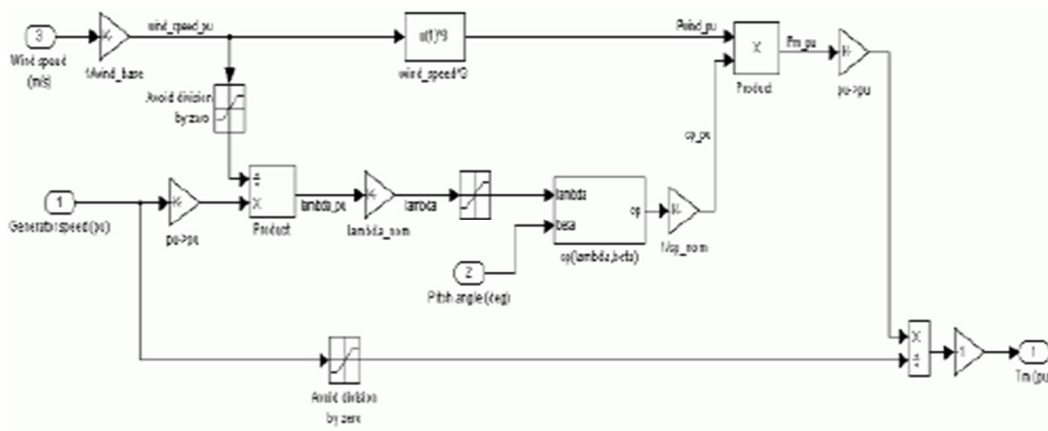 3
Wind speed
(m/s)
K-
1/wind_base
wind_speed_pu
u(1)^3
wind_speed^3
Pwind_pu
X
Product
Pm_pu
K-
pu->pu
Avoid division
by zero
cp_pu
1
Generator speed (pu)
K-
pu->pu
÷
X
Product
lambda_pu
K-
lambda_nom
lambda
lambda
beta
cp
cp(lambda,beta)
K-
1/cp_nom
2
Pitch angle (deg)
Avoid division
by zero
X
÷
1
Tm (pu